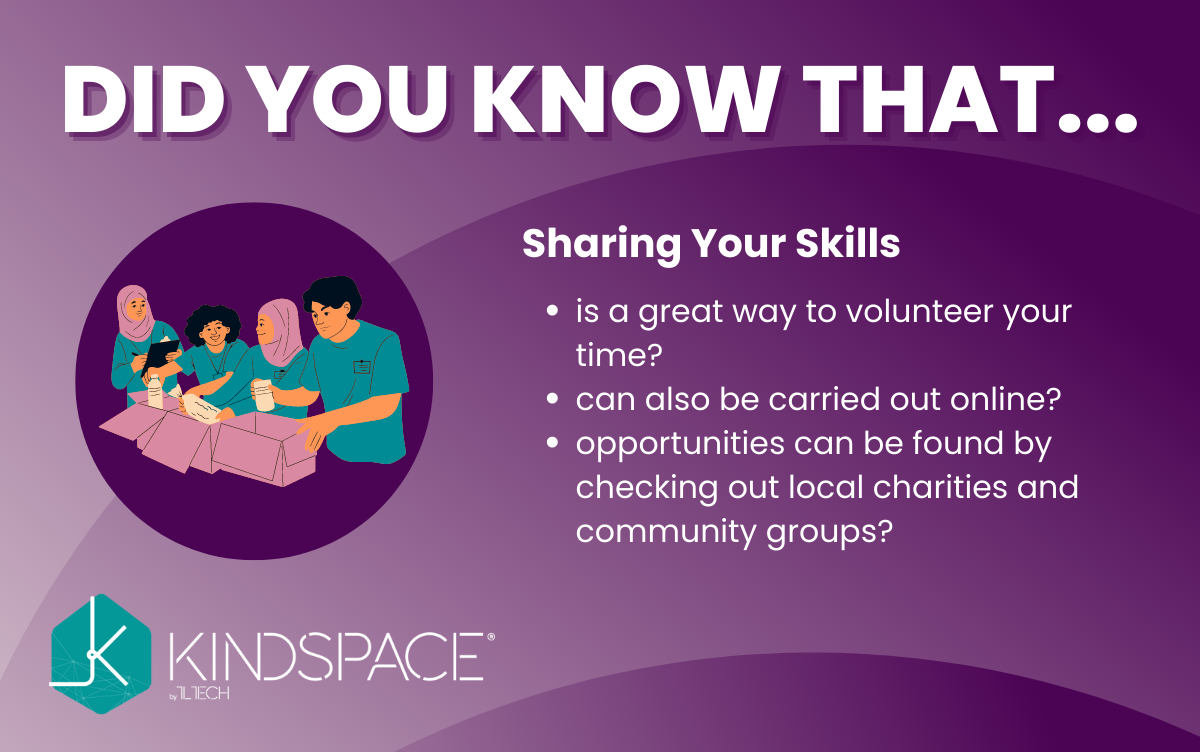 DID YOU KNOW THAT...
Sharing Your Skills
• is a great way to volunteer your
time?
• can also be carried out online?
• opportunities can be found by
checking out local charities and
community groups?
KINDSPACE®
by TLTECH